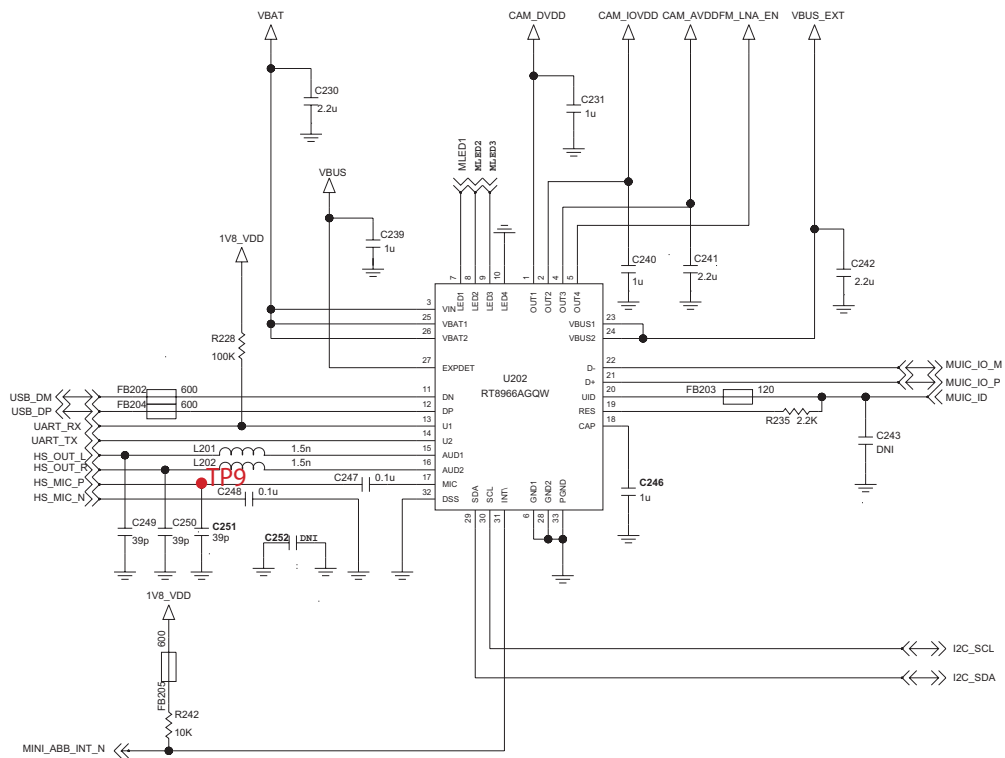 VBAT
CAM_DVDD
CAM_IOVDD
CAM_AVDD
FM_LNA_EN
VBUS_EXT
C230
2.2u
C231
1u
MLED1
MLED2
MLED3
VBUS
C239
1u
1V8_VDD
C240
1u
C241
2.2u
C242
2.2u
7
8
9
10
1
2
4
5
LED1
LED2
LED3
LED4
OUT1
OUT2
OUT3
OUT4
3
VIN
25
VBAT1
26
VBAT2
VBUS1
23
VBUS2
24
R228
100K
27
EXPDET
U202
RT8966AGQW
D-
22
MUIC_IO_M
D+
21
MUIC_IO_P
USB_DM
FB202
600
11
DN
UID
20
FB203
120
MUIC_ID
USB_DP
FB204
600
12
DP
RES
19
R235
2.2K
UART_RX
13
U1
CAP
18
UART_TX
14
U2
C243
DNI
HS_OUT_L
L201
1.5n
15
AUD1
HS_OUT_R
L202
1.5n
16
AUD2
HS_MIC_P
TP9
C247
0.1u
17
MIC
HS_MIC_N
C248
0.1u
32
DSS
SDA
SCL
INT\
GND1
GND2
PGND
29
30
31
6
28
33
C246
1u
C249
39p
C250
39p
C251
39p
C252
DNI
:
1V8_VDD
600
FB205
R242
10K
I2C_SCL
I2C_SDA
MINI_ABB_INT_N